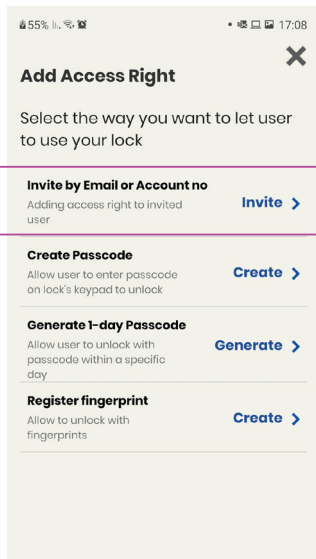 55% 17:08
Add Access Right
Select the way you want to let user
to use your lock
Invite by Email or Account no
Adding access right to invited
user
Invite
Create Passcode
Allow user to enter passcode
on lock's keypad to unlock
Create
Generate 1-day Passcode
Allow user to unlock with
passcode within a specific
day
Generate
Register fingerprint
Allow to unlock with
fingerprints
Create